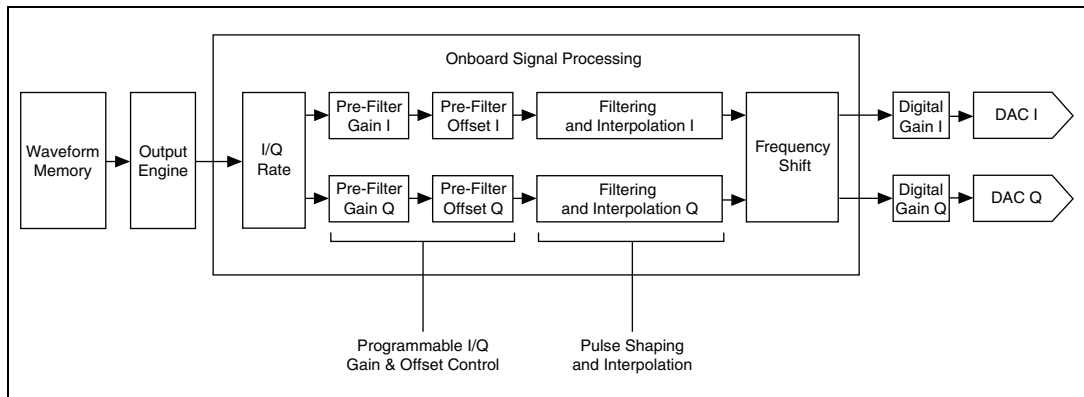 Onboard Signal Processing
Waveform
Memory
Output
Engine
I/Q
Rate
Pre-Filter
Gain I
Pre-Filter
Offset I
Filtering
and Interpolation I
Frequency
Shift
Digital
Gain I
DAC I
Pre-Filter
Gain Q
Pre-Filter
Offset Q
Filtering
and Interpolation Q
Digital
Gain Q
DAC Q
Programmable I/Q
Gain & Offset Control
Pulse Shaping
and Interpolation